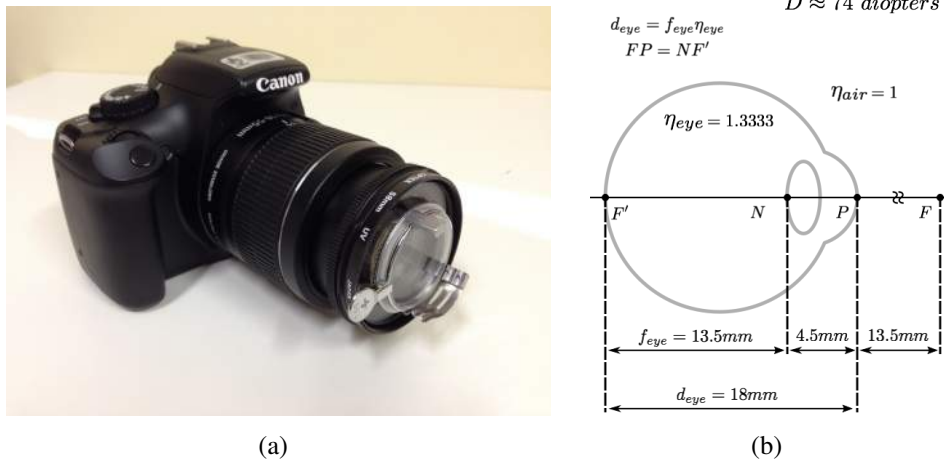 Canon
58mm
UV
D ≈ 74 diopters
d_eye = f_eye η_eye
FP = NF′
η_air = 1
η_eye = 1.3333
F′
N
P
F
f_eye = 13.5mm
4.5mm
13.5mm
d_eye = 18mm
(a)
(b)